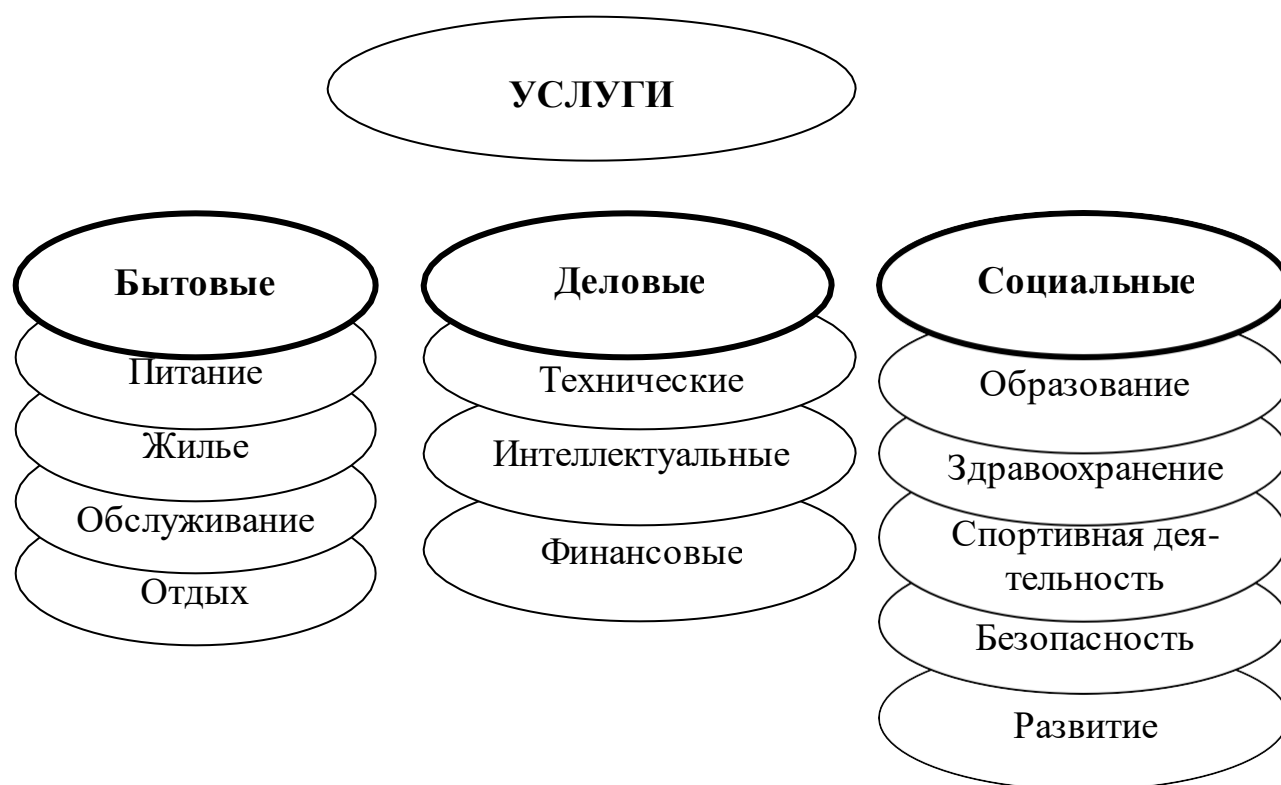 УСЛУГИ
Бытовые
Питание
Жилье
Обслуживание
Отдых
Деловые
Технические
Интеллектуальные
Финансовые
Социальные
Образование
Здравоохранение
Спортивная дея-
тельность
Безопасность
Развитие